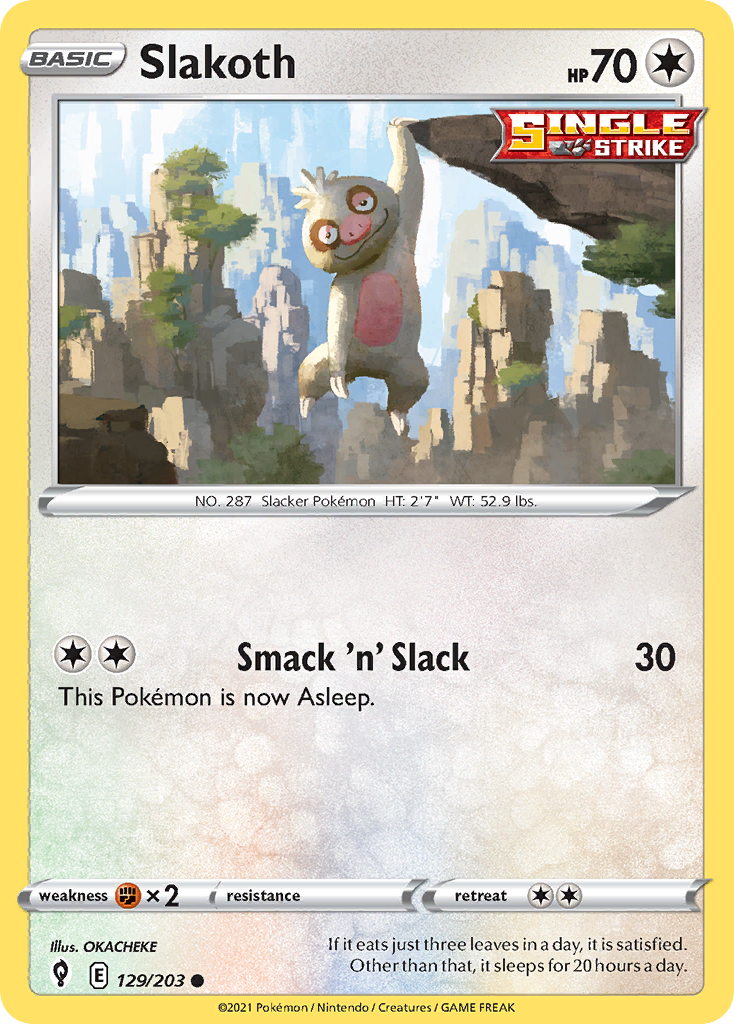 BASIC Slakoth HP 70
SINGLE
STRIKE
NO. 287 Slacker Pokémon HT: 2'7" WT: 52.9 lbs.
Smack ’n’ Slack 30
This Pokémon is now Asleep.
weakness ×2 resistance retreat
Illus. OKACHEKE
If it eats just three leaves in a day, it is satisfied.
Other than that, it sleeps for 20 hours a day.
E 129/203
©2021 Pokémon / Nintendo / Creatures / GAME FREAK